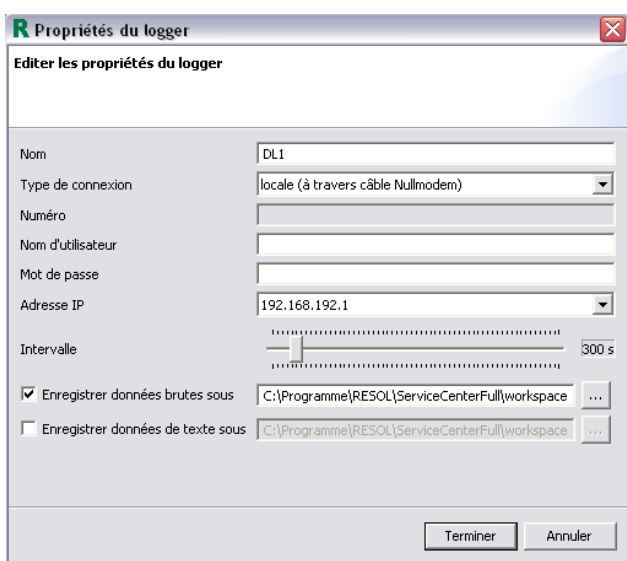 R Propriétés du logger
Editer les propriétés du logger
Nom DL1
Type de connexion locale (à travers câble Nullmodem)
Numéro
Nom d'utilisateur
Mot de passe
Adresse IP 192.168.192.1
Intervalle 300 s
Enregistrer données brutes sous C:\Programme\RESOL\ServiceCenterFull\workspace ...
Enregistrer données de texte sous C:\Programme\RESOL\ServiceCenterFull\workspace ...
Terminer Annuler